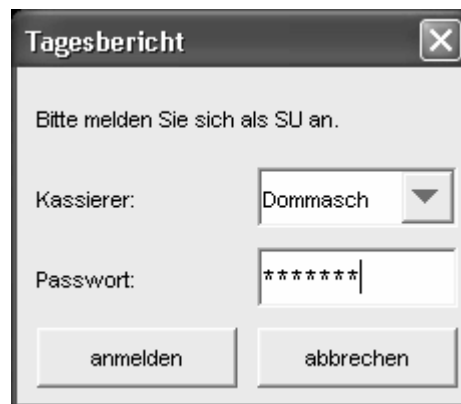 Tagesbericht
Bitte melden Sie sich als SU an.
Kassierer: Dommasch
Passwort: *******
anmelden abbrechen